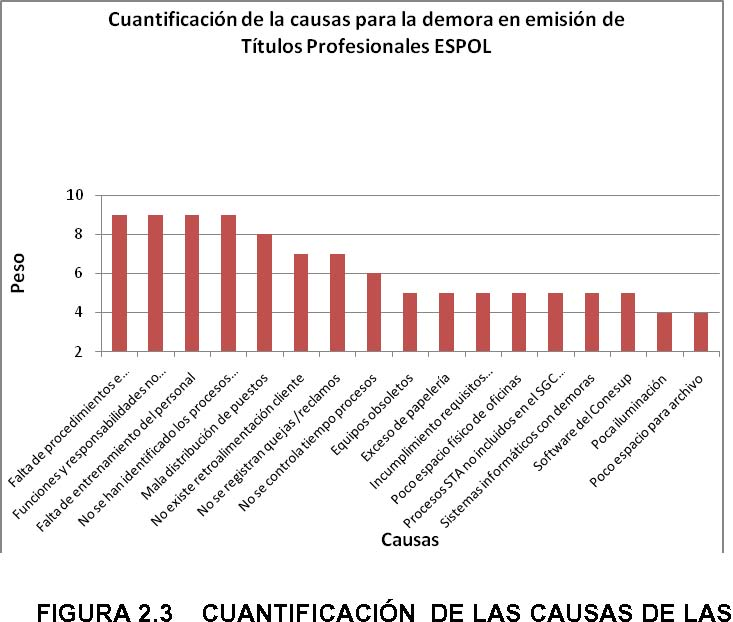 Cuantificación de la causas para la demora en emisión de
Títulos Profesionales ESPOL
Peso
10
8
6
4
2
Falta de procedimientos e...
Funciones y responsabilidades no...
Falta de entrenamiento del personal
No se han identificado los procesos...
Mala distribución de puestos
No existe retroalimentación cliente
No se registran quejas /reclamos
No se controla tiempo procesos
Equipos obsoletos
Exceso de papelería
Incumplimiento requisitos...
Poco espacio físico de oficinas
Procesos STA no incluidos en el SGC...
Sistemas informáticos con demoras
Software del Conesup
Poca iluminación
Poco espacio para archivo
Causas
FIGURA 2.3 CUANTIFICACIÓN DE LAS CAUSAS DE LAS